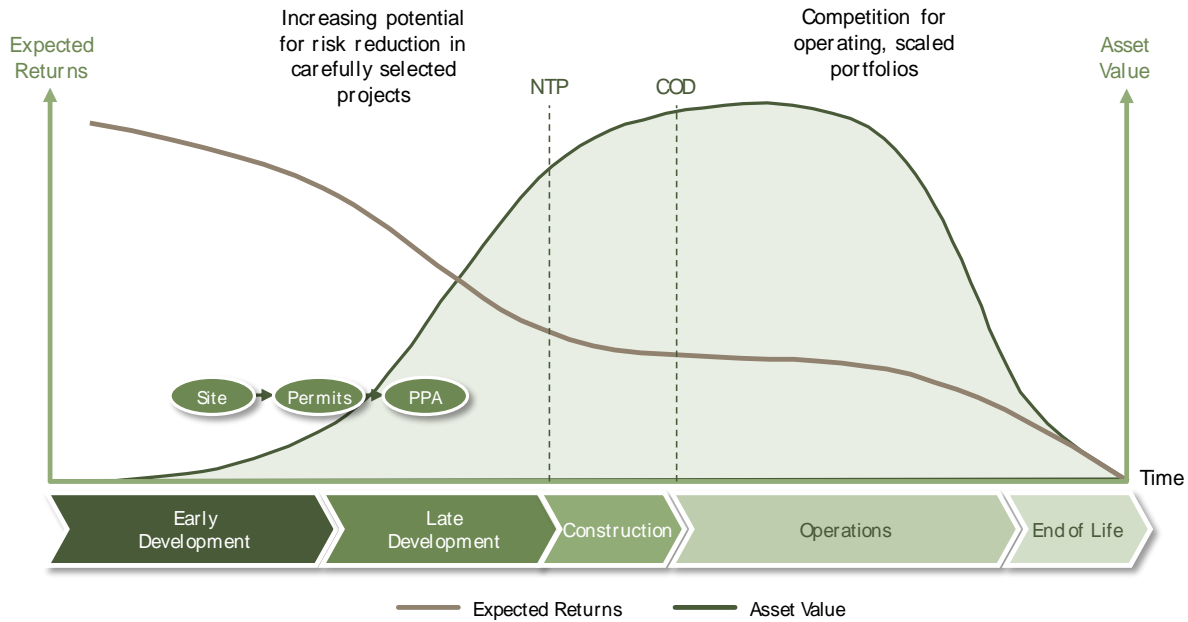 Increasing potential
for risk reduction in
carefully selected
projects
Competition for
operating, scaled
portfolios
Expected
Returns
Asset
Value
NTP
COD
Site
Permits
PPA
Time
Early
Development
Late
Development
Construction
Operations
End of Life
Expected Returns
Asset Value